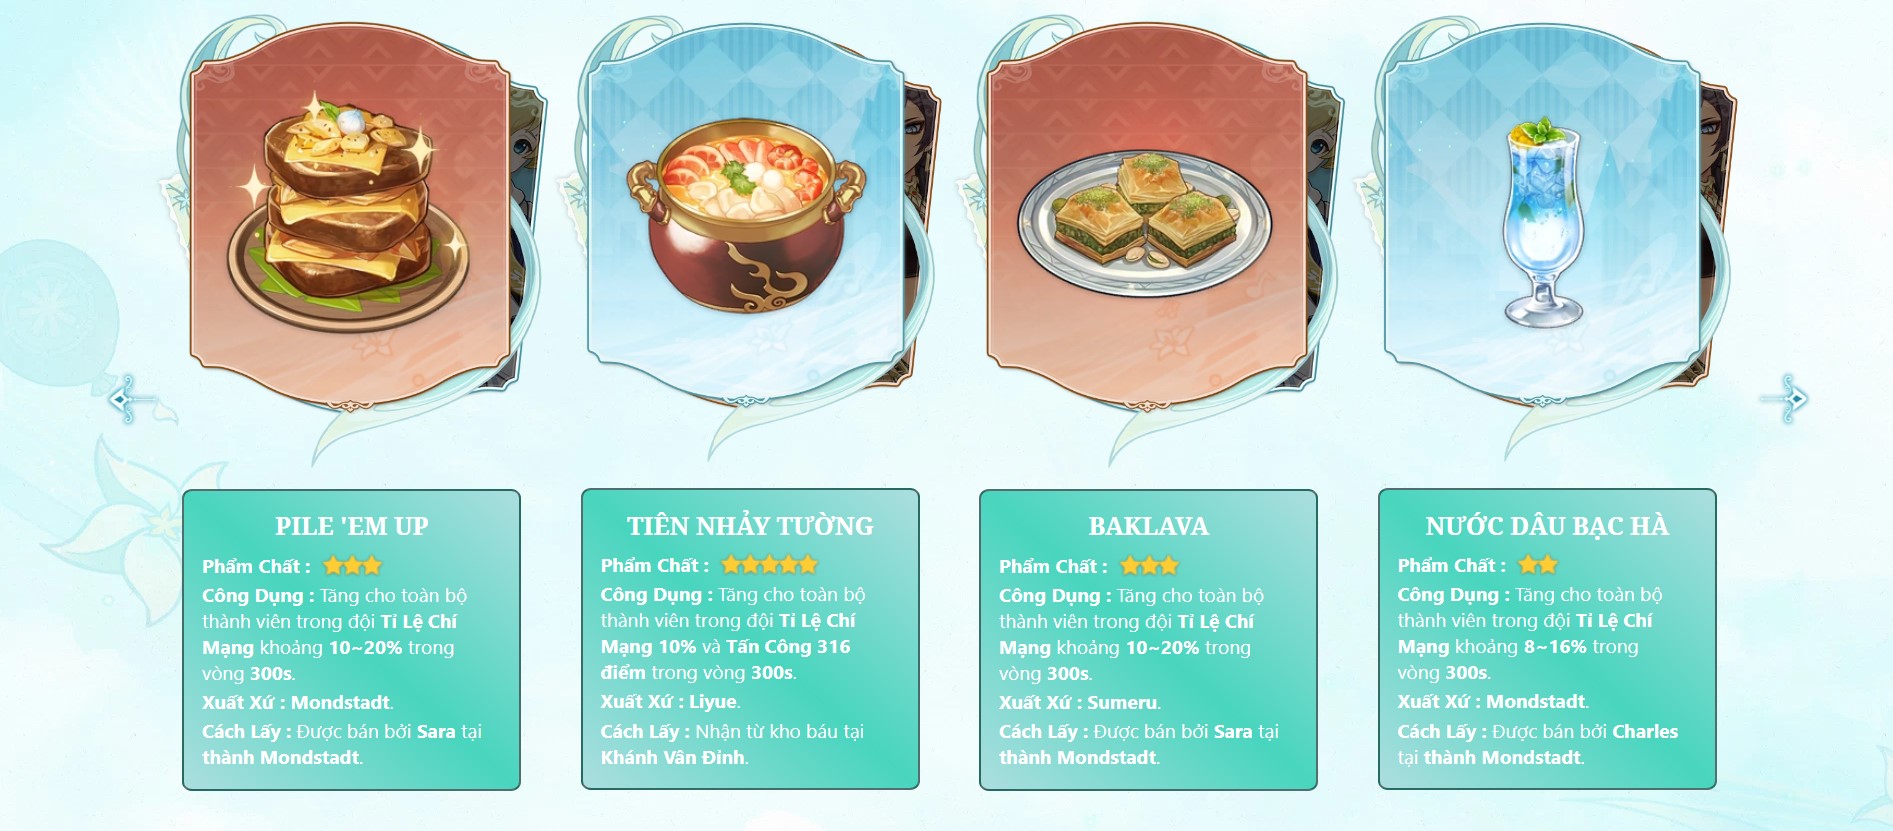 PILE 'EM UP
Phẩm Chất :
Công Dụng : Tăng cho toàn bộ
thành viên trong đội Tỉ Lệ Chí
Mạng khoảng 10~20% trong
vòng 300s.
Xuất Xứ : Mondstadt.
Cách Lấy : Được bán bởi Sara tại
thành Mondstadt.
TIÊN NHẢY TƯỜNG
Phẩm Chất :
Công Dụng : Tăng cho toàn bộ
thành viên trong đội Tỉ Lệ Chí
Mạng 10% và Tấn Công 316
điểm trong vòng 300s.
Xuất Xứ : Liyue.
Cách Lấy : Nhận từ kho báu tại
Khánh Vân Đỉnh.
BAKLAVA
Phẩm Chất :
Công Dụng : Tăng cho toàn bộ
thành viên trong đội Tỉ Lệ Chí
Mạng khoảng 10~20% trong
vòng 300s.
Xuất Xứ : Sumeru.
Cách Lấy : Được bán bởi Sara tại
thành Mondstadt.
NƯỚC DÂU BẠC HÀ
Phẩm Chất :
Công Dụng : Tăng cho toàn bộ
thành viên trong đội Tỉ Lệ Chí
Mạng khoảng 8~16% trong
vòng 300s.
Xuất Xứ : Mondstadt.
Cách Lấy : Được bán bởi Charles
tại thành Mondstadt.